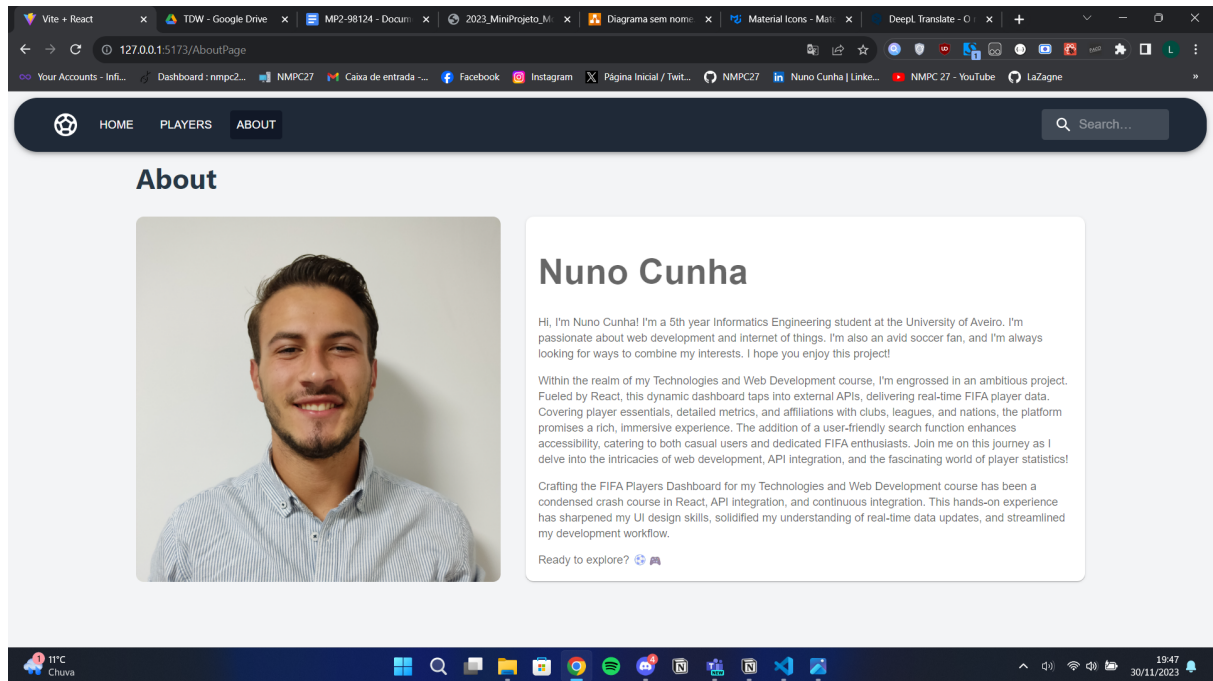 Vite + React
TDW - Google Drive
MP2-98124 - Docum
2023_MiniProjeto_Mc
Diagrama sem nome
Material Icons - Mate
DeepL Translate - O
127.0.0.1:5173/AboutPage
Your Accounts - Infi...
Dashboard : nmpc2...
NMPC27
Caixa de entrada -...
Facebook
Instagram
Página Inicial / Twit...
NMPC27
Nuno Cunha | Linke...
NMPC 27 - YouTube
LaZagne
HOME
PLAYERS
ABOUT
Search...
About
Nuno Cunha
Hi, I'm Nuno Cunha! I'm a 5th year Informatics Engineering student at the University of Aveiro. I'm
passionate about web development and internet of things. I'm also an avid soccer fan, and I'm always
looking for ways to combine my interests. I hope you enjoy this project!
Within the realm of my Technologies and Web Development course, I'm engrossed in an ambitious project.
Fueled by React, this dynamic dashboard taps into external APIs, delivering real-time FIFA player data.
Covering player essentials, detailed metrics, and affiliations with clubs, leagues, and nations, the platform
promises a rich, immersive experience. The addition of a user-friendly search function enhances
accessibility, catering to both casual users and dedicated FIFA enthusiasts. Join me on this journey as I
delve into the intricacies of web development, API integration, and the fascinating world of player statistics!
Crafting the FIFA Players Dashboard for my Technologies and Web Development course has been a
condensed crash course in React, API integration, and continuous integration. This hands-on experience
has sharpened my UI design skills, solidified my understanding of real-time data updates, and streamlined
my development workflow.
Ready to explore? ⚽ 🎮
11°C
Chuva
19:47
30/11/2023